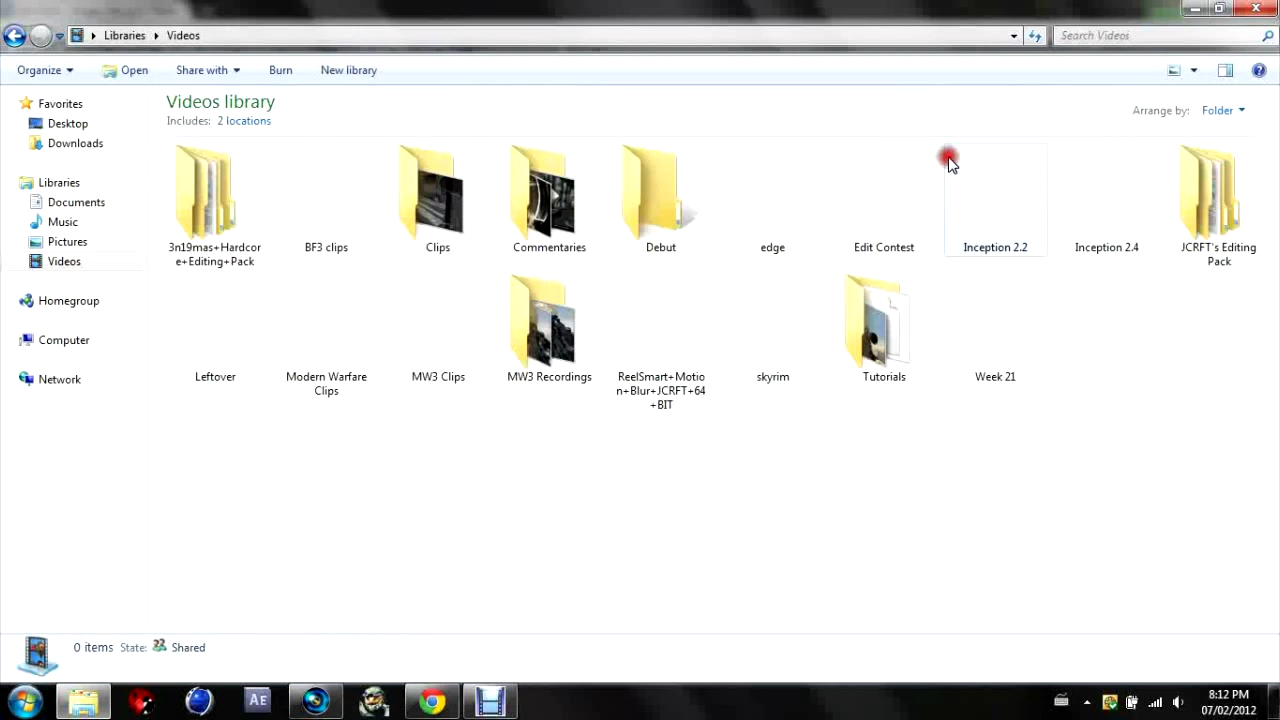 Libraries Videos
Search Videos
Organize Open Share with Burn New library
Favorites
Desktop
Downloads
Libraries
Documents
Music
Pictures
Videos
Homegroup
Computer
Network
Videos library
Includes: 2 locations
Arrange by: Folder
3n19mas+Hardcor
e+Editing+Pack
BF3 clips
Clips
Commentaries
Debut
edge
Edit Contest
Inception 2.2
Inception 2.4
JCRFT's Editing
Pack
Leftover
Modern Warfare
Clips
MW3 Clips
MW3 Recordings
ReelSmart+Motio
n+Blur+JCRFT+64
+BIT
skyrim
Tutorials
Week 21
0 items State: Shared
AE
8:12 PM
07/02/2012